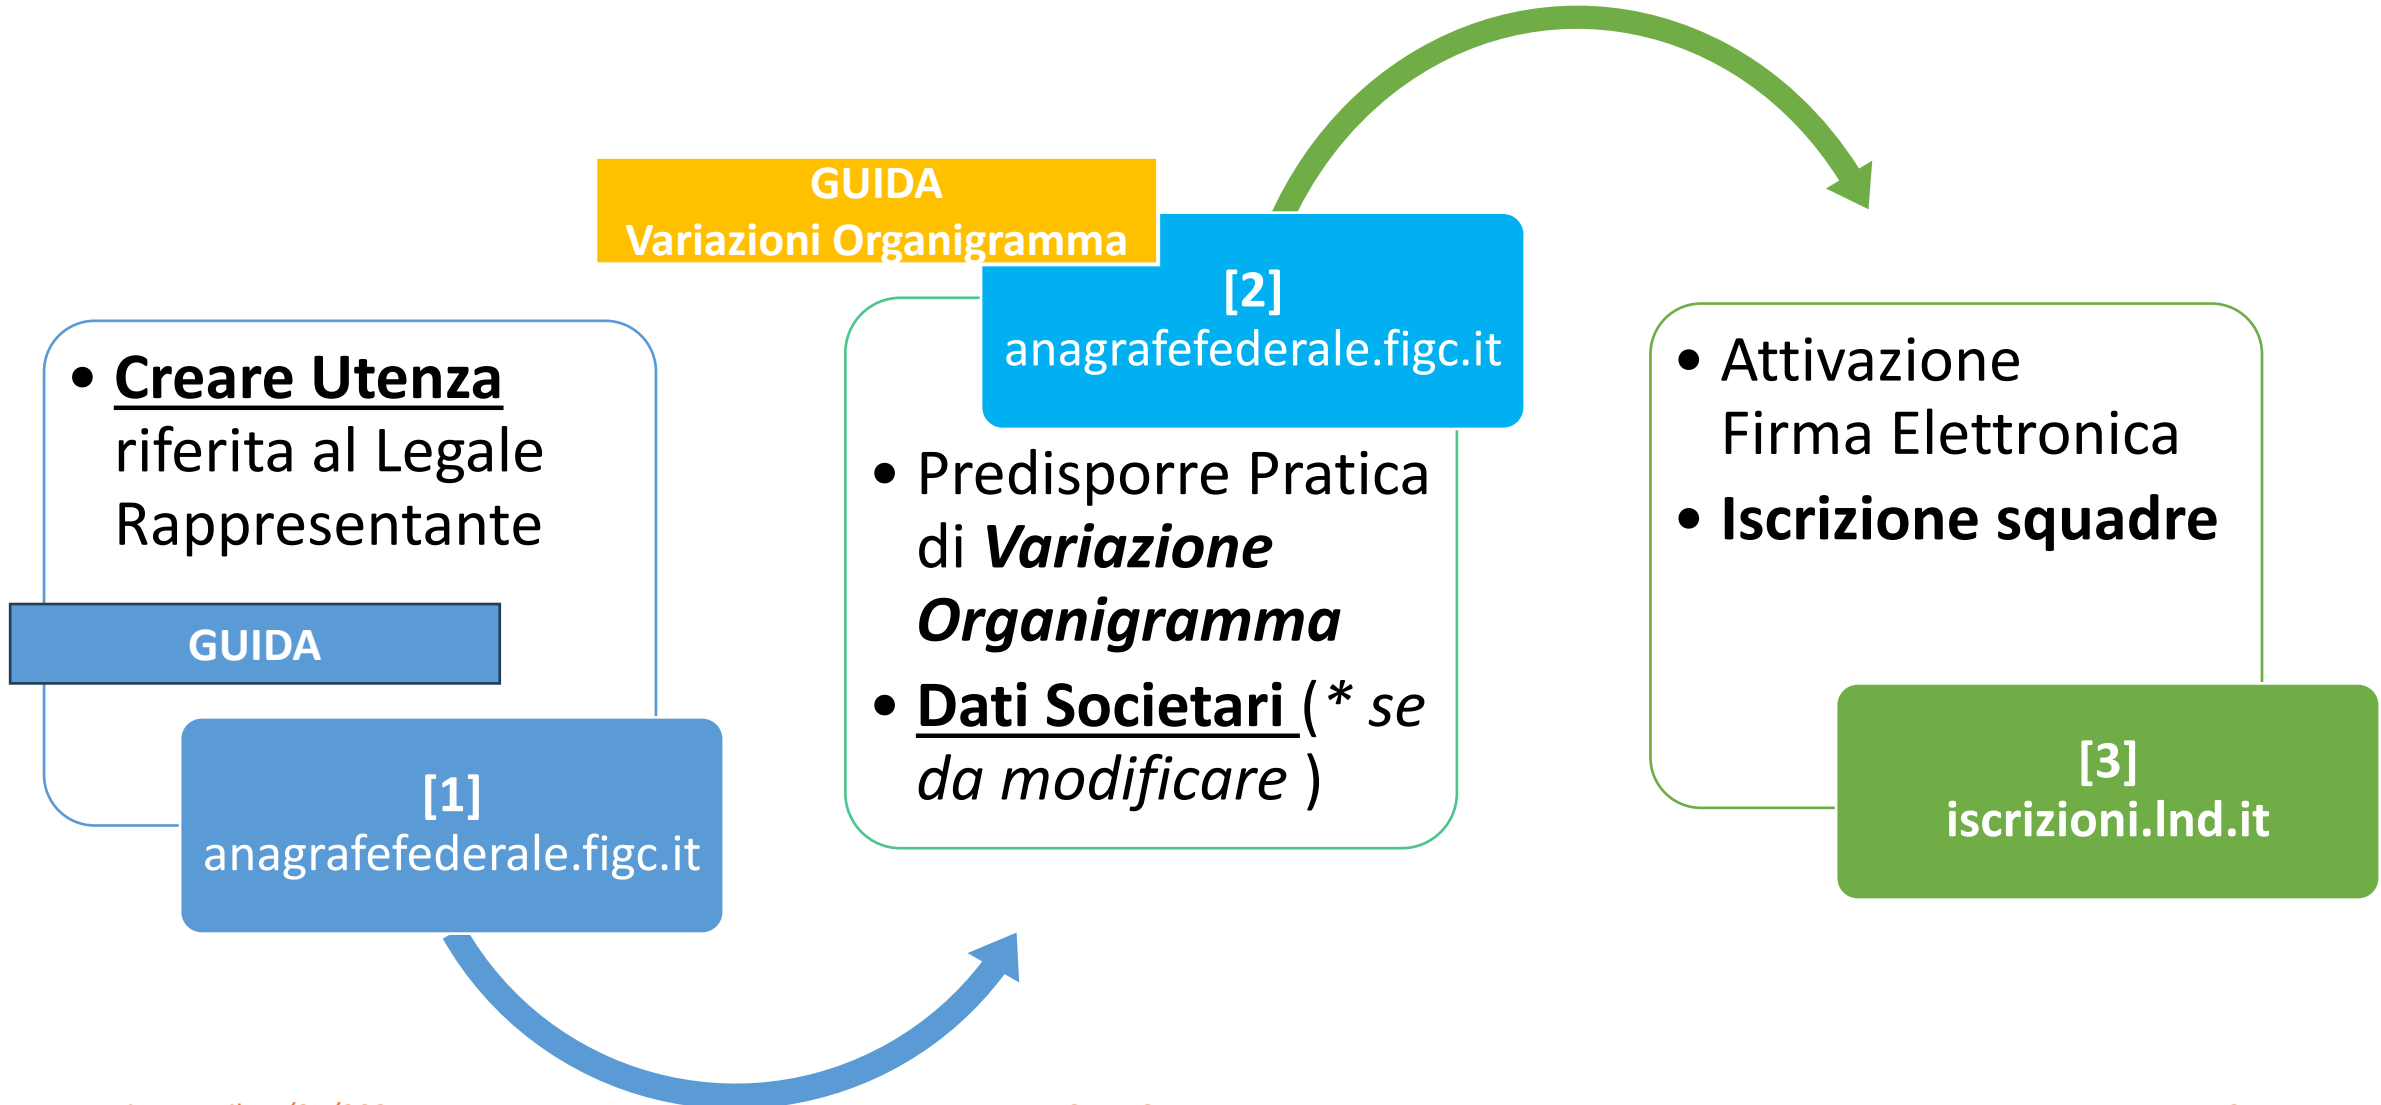 • Creare Utenza
riferita al Legale
Rappresentante
GUIDA
[1]
anagrafefederale.figc.it
GUIDA
Variazioni Organigramma
[2]
anagrafefederale.figc.it
• Predisporre Pratica
di Variazione
Organigramma
• Dati Societari (* se
da modificare )
• Attivazione
Firma Elettronica
• Iscrizione squadre
[3]
iscrizioni.lnd.it